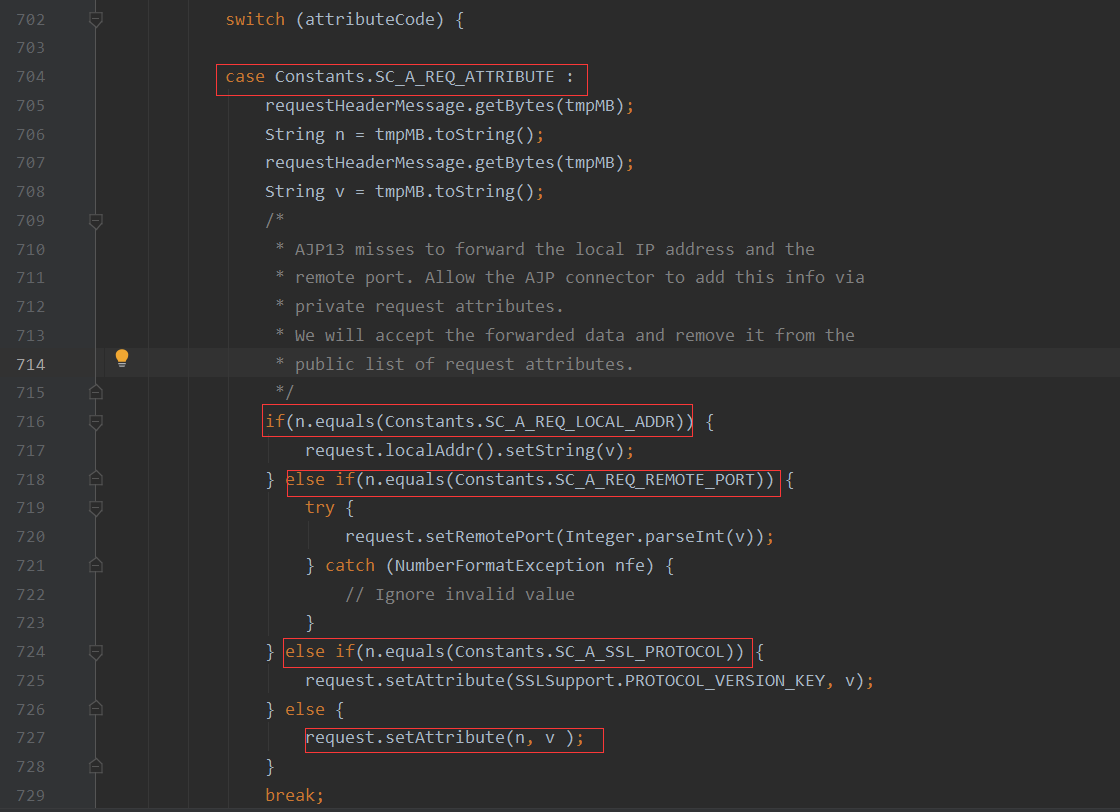 702 switch (attributeCode) {
703
704 case Constants.SC_A_REQ_ATTRIBUTE :
705 requestHeaderMessage.getBytes(tmpMB);
706 String n = tmpMB.toString();
707 requestHeaderMessage.getBytes(tmpMB);
708 String v = tmpMB.toString();
709 /*
710 * AJP13 misses to forward the local IP address and the
711 * remote port. Allow the AJP connector to add this info via
712 * private request attributes.
713 * We will accept the forwarded data and remove it from the
714 * public list of request attributes.
715 */
716 if(n.equals(Constants.SC_A_REQ_LOCAL_ADDR)) {
717 request.localAddr().setString(v);
718 } else if(n.equals(Constants.SC_A_REQ_REMOTE_PORT)) {
719 try {
720 request.setRemotePort(Integer.parseInt(v));
721 } catch (NumberFormatException nfe) {
722 // Ignore invalid value
723 }
724 } else if(n.equals(Constants.SC_A_SSL_PROTOCOL)) {
725 request.setAttribute(SSLSupport.PROTOCOL_VERSION_KEY, v);
726 } else {
727 request.setAttribute(n, v );
728 }
729 break;